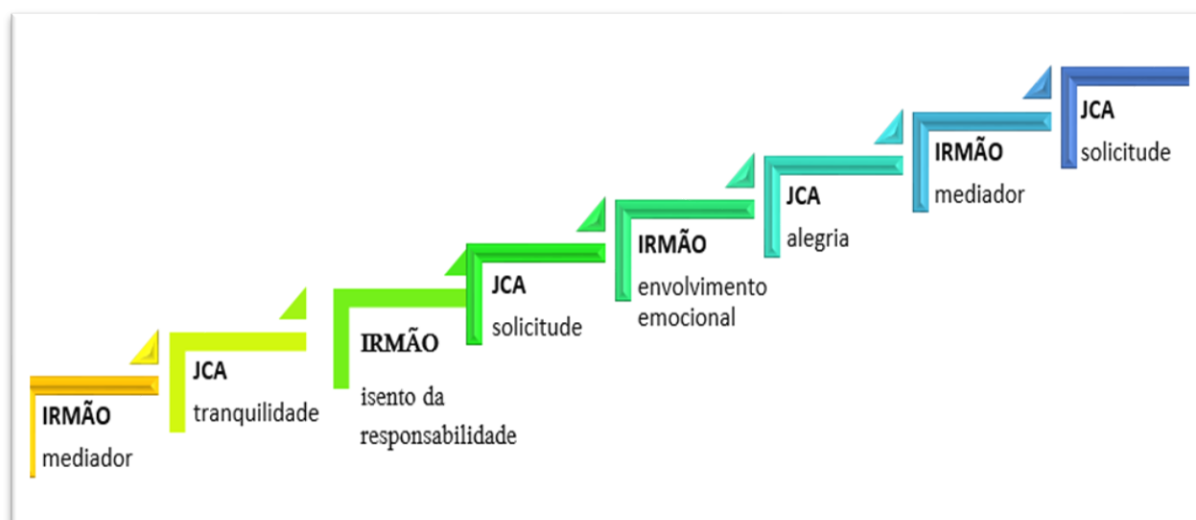 IRMÃO
mediador
JCA
tranquilidade
IRMÃO
isento da
responsabilidade
JCA
solicitude
IRMÃO
envolvimento
emocional
JCA
alegria
IRMÃO
mediador
JCA
solicitude